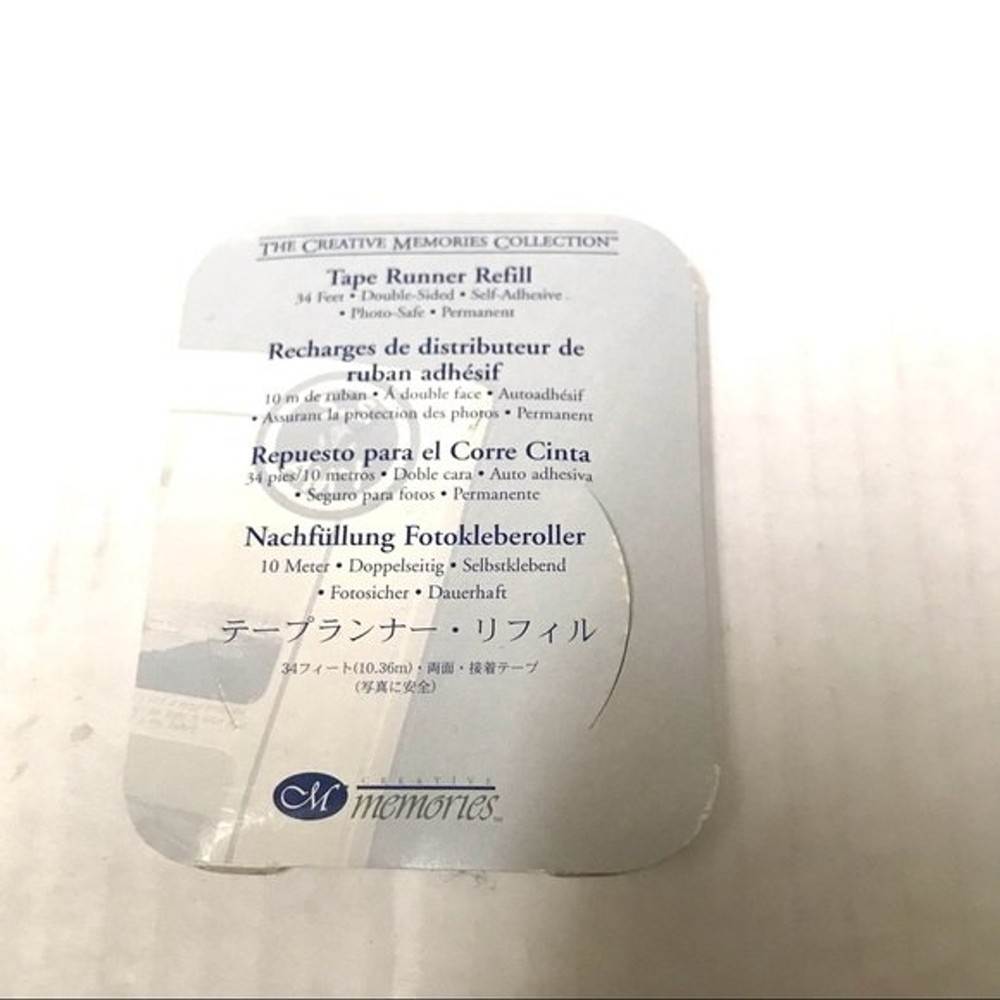 THE CREATIVE MEMORIES COLLECTION™
Tape Runner Refill
34 Feet • Double-Sided • Self-Adhesive
• Photo-Safe • Permanent
Recharges de distributeur de
ruban adhésif
10 m de ruban • À double face • Autoadhésif
• Assurant la protection des photos • Permanent
Repuesto para el Corre Cinta
34 pies/10 metros • Doble cara • Auto adhesiva
• Seguro para fotos • Permanente
Nachfüllung Fotokleberoller
10 Meter • Doppelseitig • Selbstklebend
• Fotosicher • Dauerhaft
テープランナー・リフィル
34フィート(10.36m)・両面・接着テープ
(写真に安全)
M CREATIVE
memories™